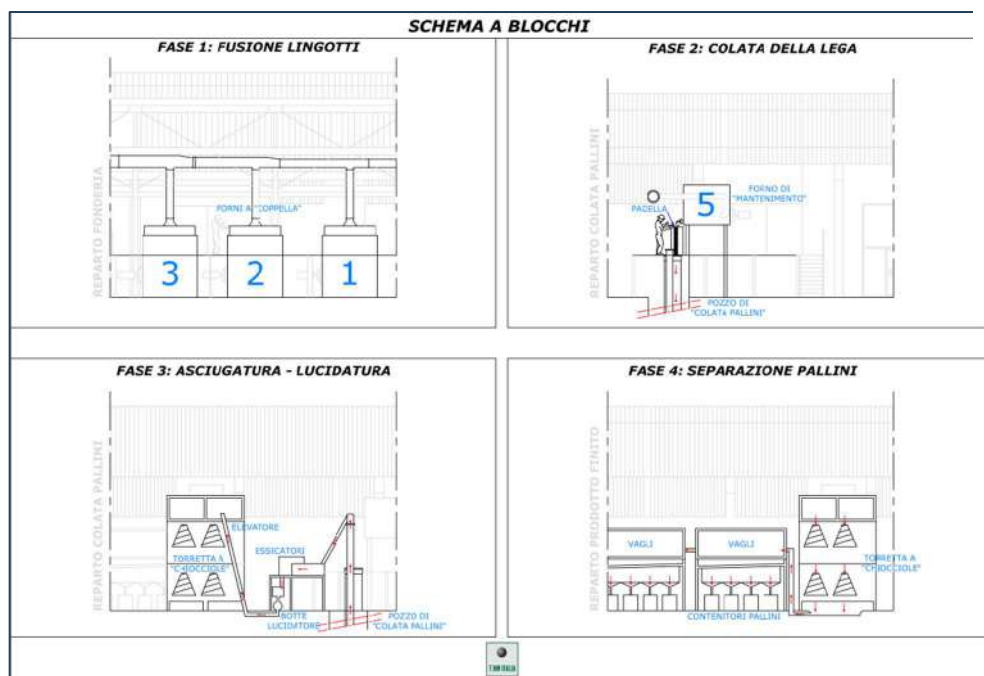 SCHEMA A BLOCCHI
FASE 1: FUSIONE LINGOTTI
REPARTO FONDERIA
FORNI A "COPPELLA"
3
2
1
FASE 2: COLATA DELLA LEGA
REPARTO COLATA PALLINI
PADELLA
5
FORNO DI
"MANTENIMENTO"
POZZO DI
"COLATA PALLINI"
FASE 3: ASCIUGATURA - LUCIDATURA
REPARTO COLATA PALLINI
ELEVATORE
ESSICATORI
TORRETTA A
"CHIOCCIOLE"
BOTTE
LUCIDATORE
POZZO DI
"COLATA PALLINI"
FASE 4: SEPARAZIONE PALLINI
REPARTO PRODOTTO FINITO
VAGLI
VAGLI
TORRETTA A
"CHIOCCIOLE"
CONTENITORI PALLINI
ITALIA